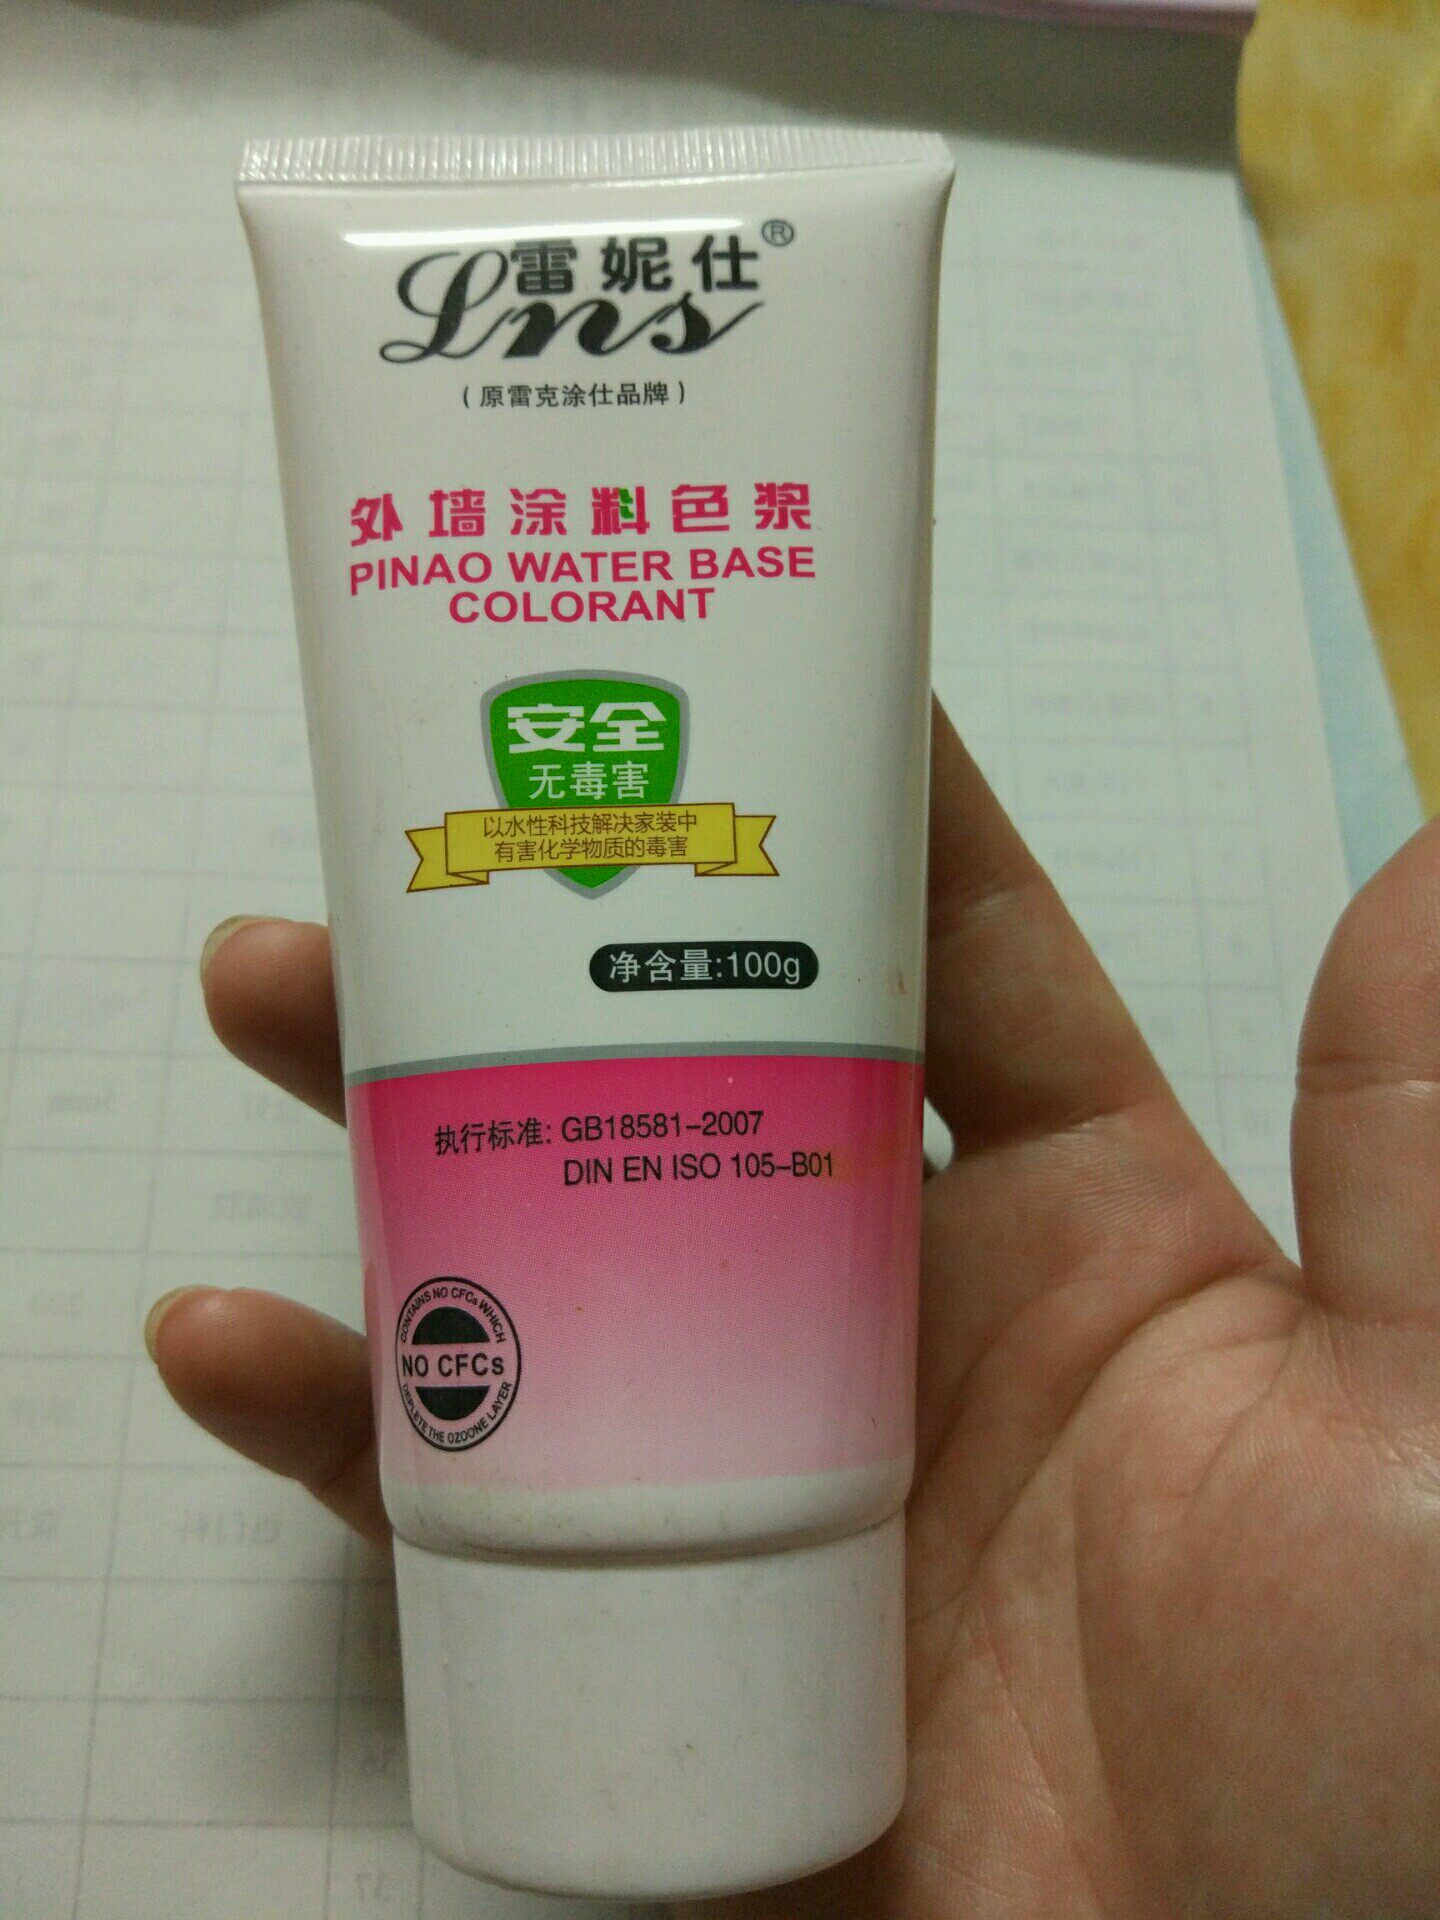 雷妮仕®
Lns
（原雷克涂仕品牌）
外墙涂料色浆
PINAO WATER BASE
COLORANT
安全
无毒害
以水性科技解决家装中
有害化学物质的毒害
净含量:100g
执行标准: GB18581-2007
DIN EN ISO 105-B01
CONTAINS NO CFCs WHICH
NO CFCs
DEPLETE THE OZOONE LAYER
37